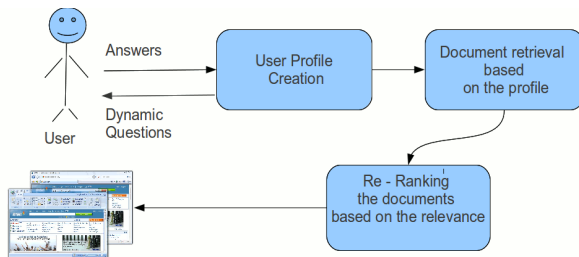 Answers
User Profile
Creation
Document retrieval
based
on the profile
Dynamic
Questions
User
Re - Ranking
the documents
based on the relevance